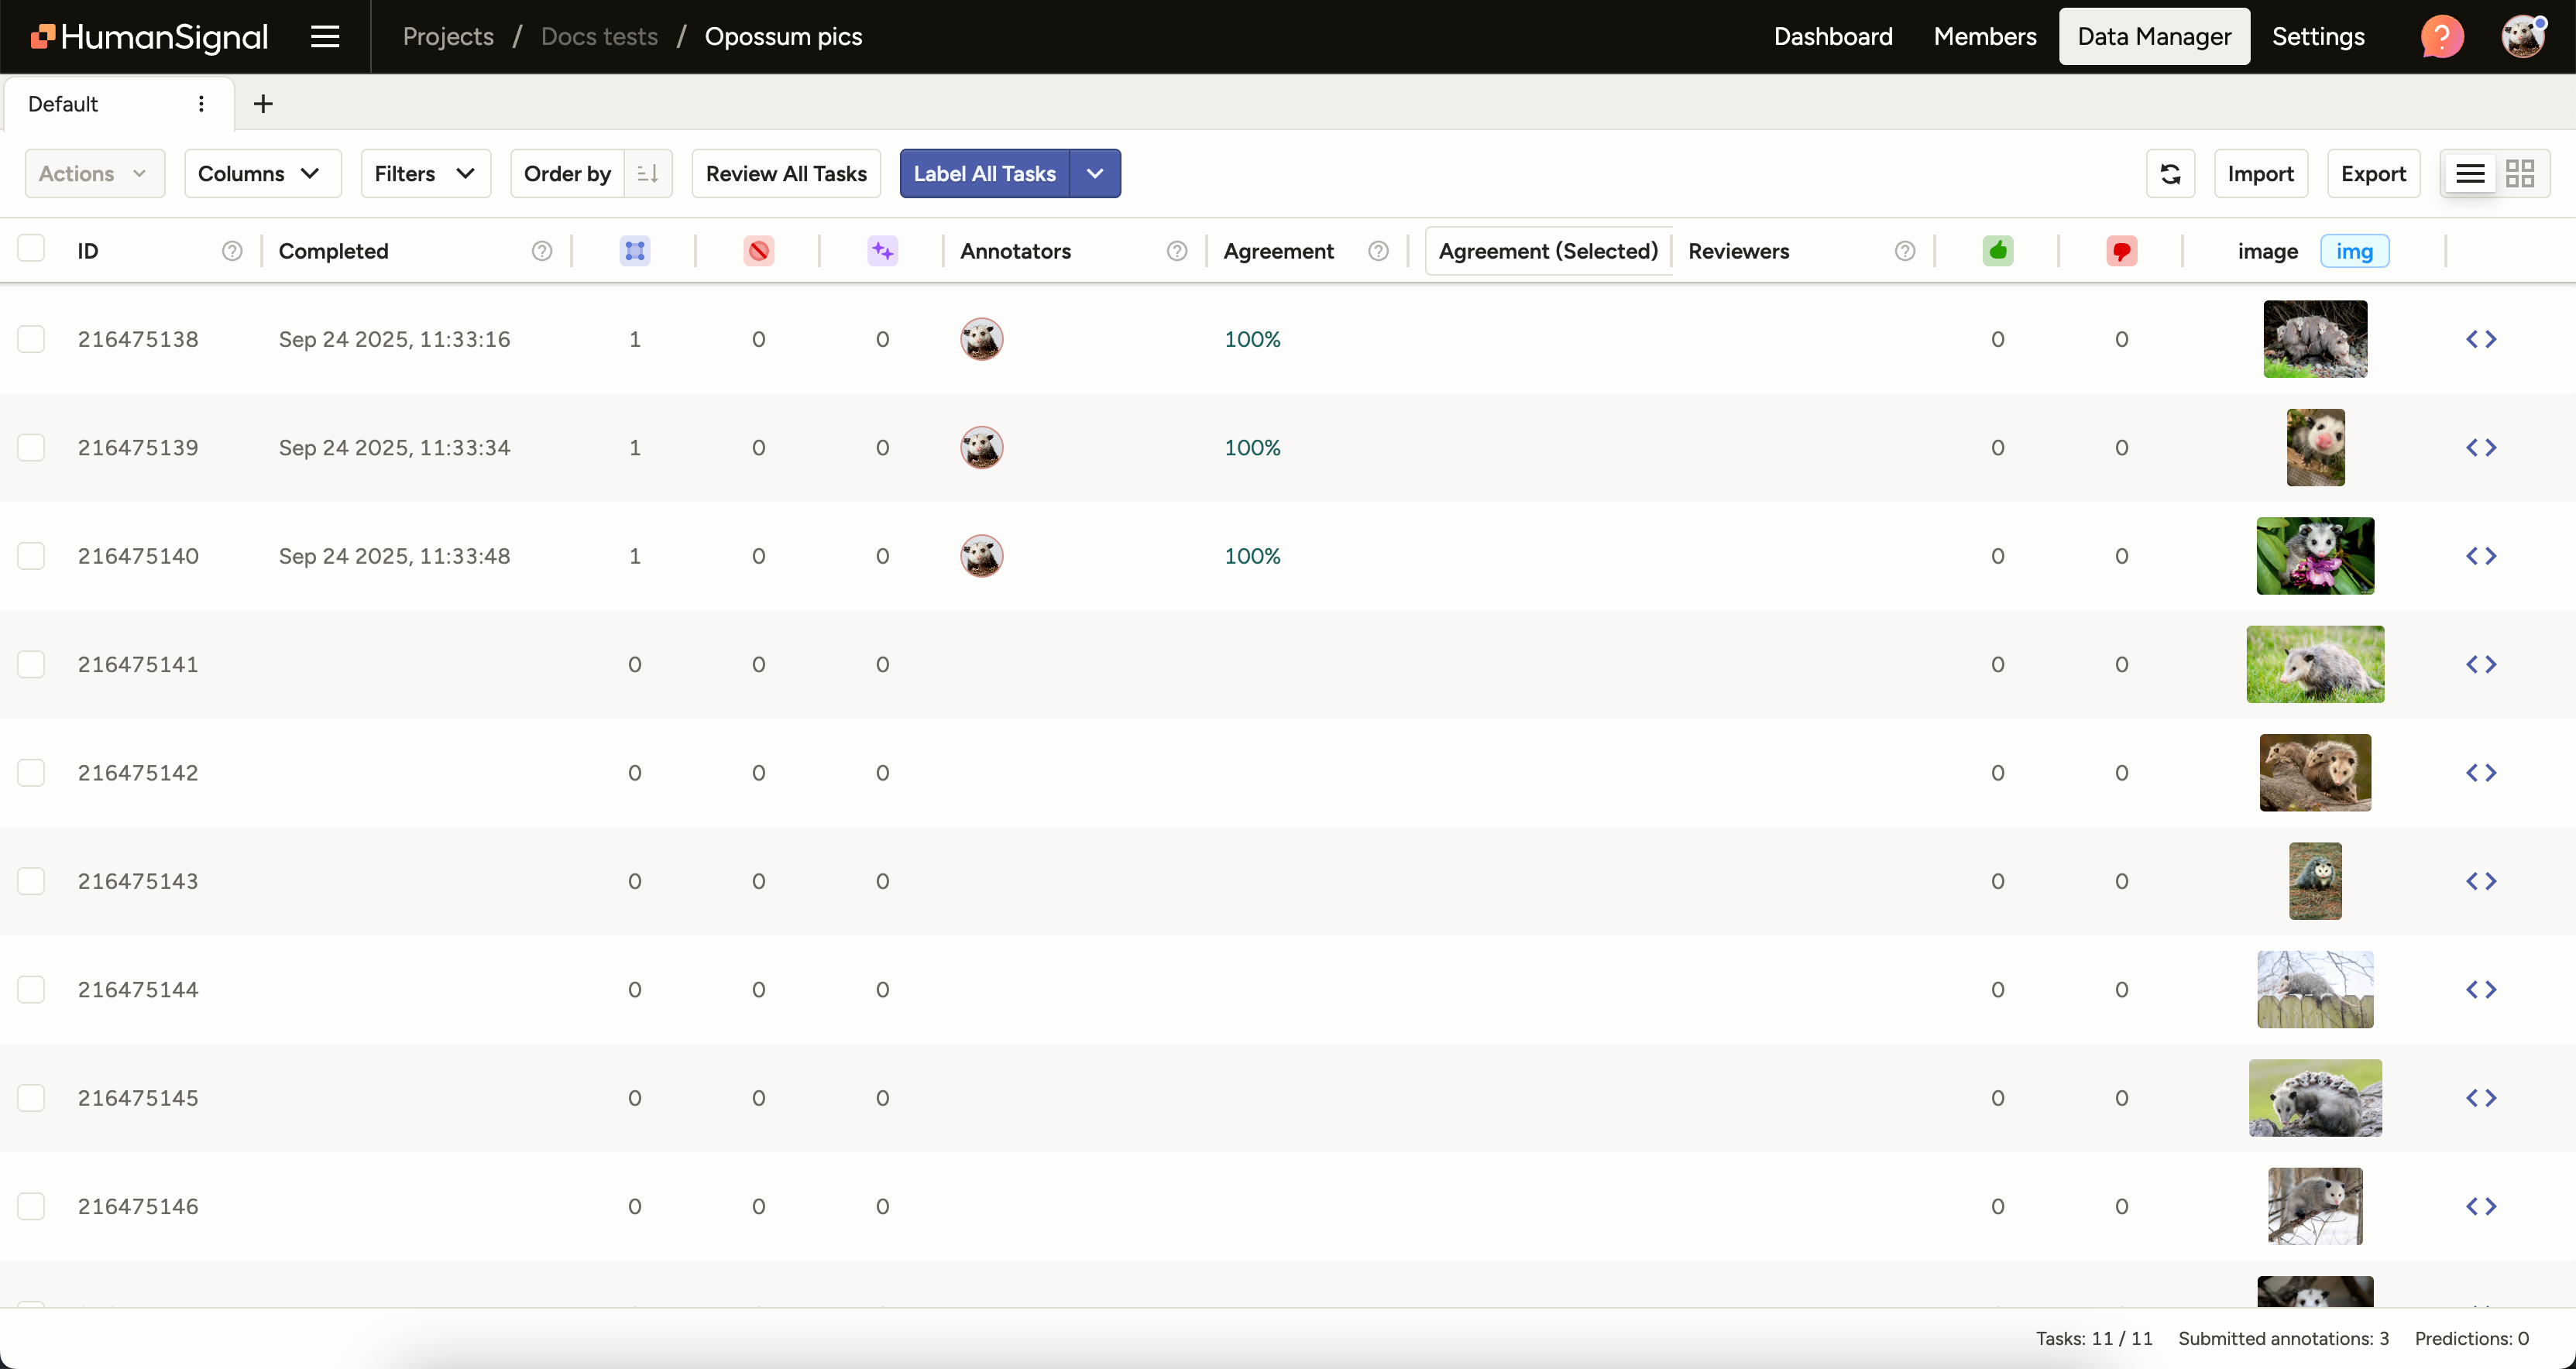 HumanSignal Projects / Docs tests / Opossum pics Dashboard Members Data Manager Settings ?
Default
Actions Columns Filters Order by Review All Tasks Label All Tasks Import Export
ID Completed Annotators Agreement Agreement (Selected) Reviewers image img
216475138 Sep 24 2025, 11:33:16 1 0 0 100% 0 0
216475139 Sep 24 2025, 11:33:34 1 0 0 100% 0 0
216475140 Sep 24 2025, 11:33:48 1 0 0 100% 0 0
216475141 0 0 0 0 0
216475142 0 0 0 0 0
216475143 0 0 0 0 0
216475144 0 0 0 0 0
216475145 0 0 0 0 0
216475146 0 0 0 0 0
Tasks: 11 / 11 Submitted annotations: 3 Predictions: 0